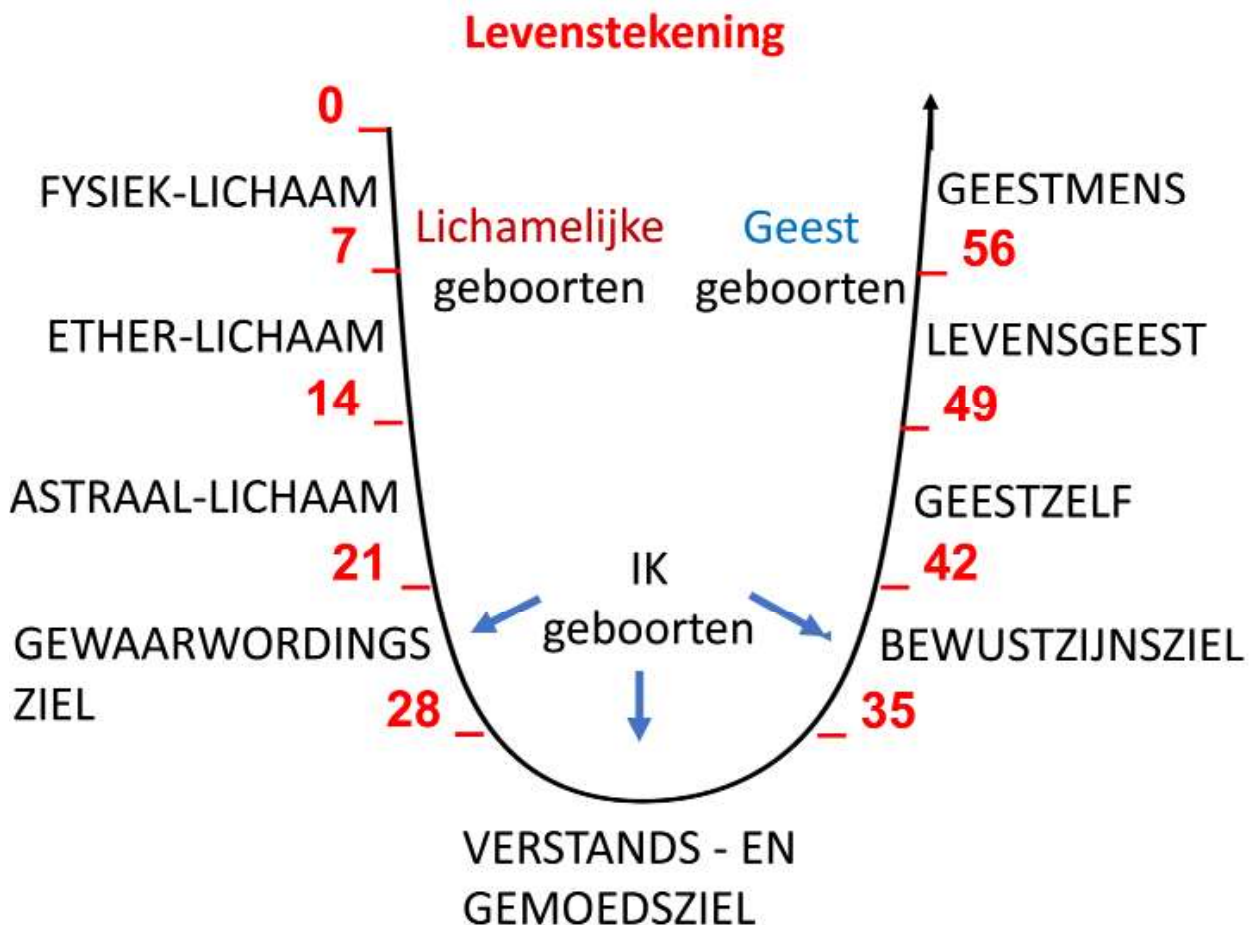 Levenstekening
0
FYSIEK-LICHAAM
GEESTMENS
Lichamelijke
geboorten
Geest
geboorten
7
56
ETHER-LICHAAM
LEVENSGEEST
14
49
ASTRAAL-LICHAAM
GEESTZELF
21
42
IK
geboorten
GEWAARWORDINGS
ZIEL
BEWUSTZIJNSZIEL
28
35
VERSTANDS - EN
GEMOEDSZIEL